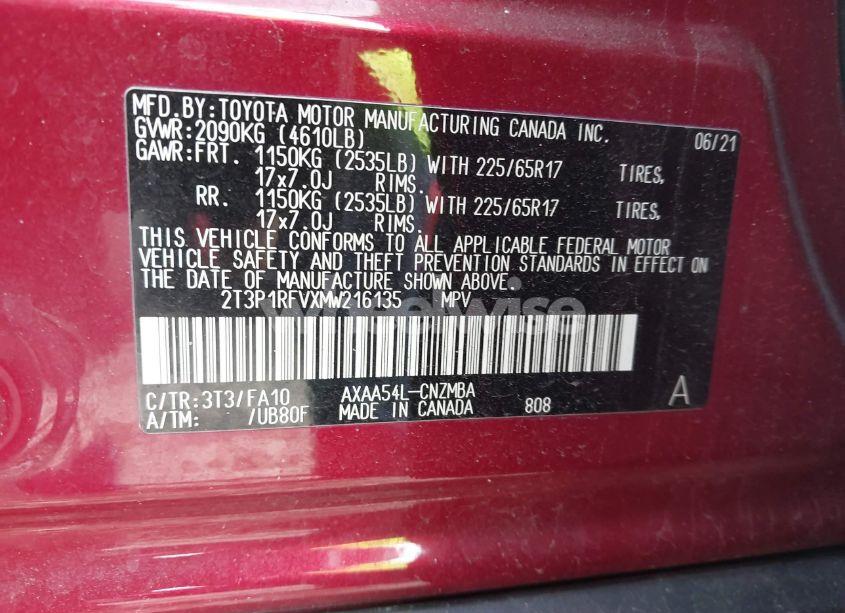 MFD.BY:TOYOTA MOTOR MANUFACTURING CANADA INC. 06/21
GVWR:2090KG (4610LB)
GAWR:FRT. 1150KG (2535LB) WITH 225/65R17 TIRES,
17x7.0J RIMS.
RR. 1150KG (2535LB) WITH 225/65R17 TIRES,
17x7.0J RIMS.
THIS VEHICLE CONFORMS TO ALL APPLICABLE FEDERAL MOTOR
VEHICLE SAFETY AND THEFT PREVENTION STANDARDS IN EFFECT ON
THE DATE OF MANUFACTURE SHOWN ABOVE.
2T3P1RFVXMW216135 MPV
wheelwise
C/TR:3T3/FA10 AXAA54L-CNZMBA
A/TM: /UB80F MADE IN CANADA 808 A